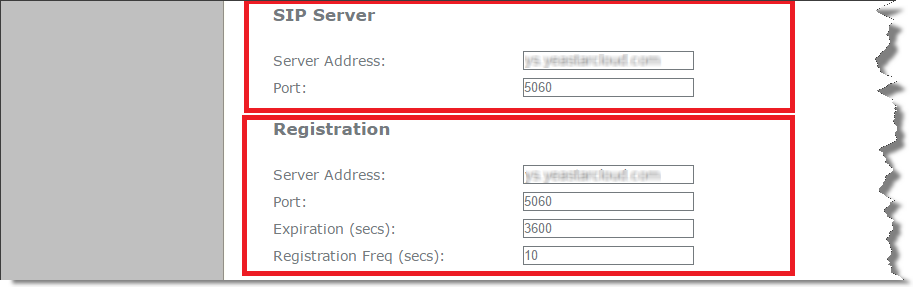 SIP Server
Server Address: ys.yeastarcloud.com
Port: 5060
Registration
Server Address: ys.yeastarcloud.com
Port: 5060
Expiration (secs): 3600
Registration Freq (secs): 10